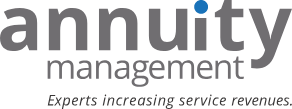 annuity
management
Experts increasing service revenues.